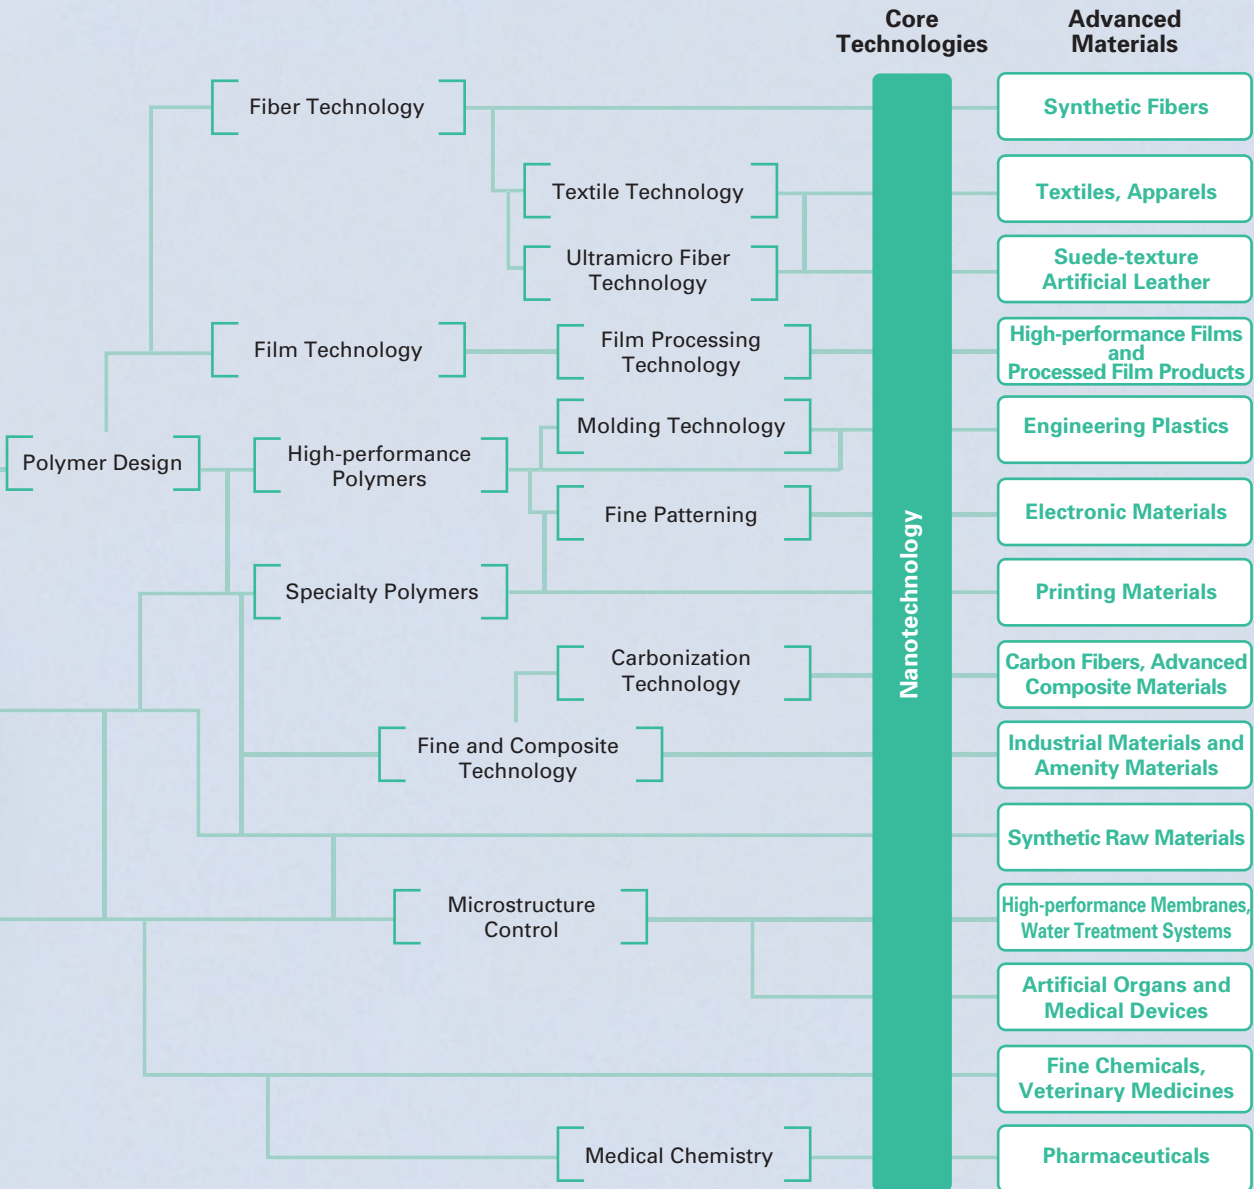 Core
Technologies
Advanced
Materials
Fiber Technology
Synthetic Fibers
Textile Technology
Textiles, Apparels
Ultramicro Fiber
Technology
Suede-texture
Artificial Leather
Film Technology
Film Processing
Technology
High-performance Films
and
Processed Film Products
Molding Technology
Engineering Plastics
Polymer Design
High-performance
Polymers
Fine Patterning
Electronic Materials
Specialty Polymers
Printing Materials
Nanotechnology
Carbonization
Technology
Carbon Fibers, Advanced
Composite Materials
Fine and Composite
Technology
Industrial Materials and
Amenity Materials
Synthetic Raw Materials
Microstructure
Control
High-performance Membranes,
Water Treatment Systems
Artificial Organs and
Medical Devices
Fine Chemicals,
Veterinary Medicines
Medical Chemistry
Pharmaceuticals